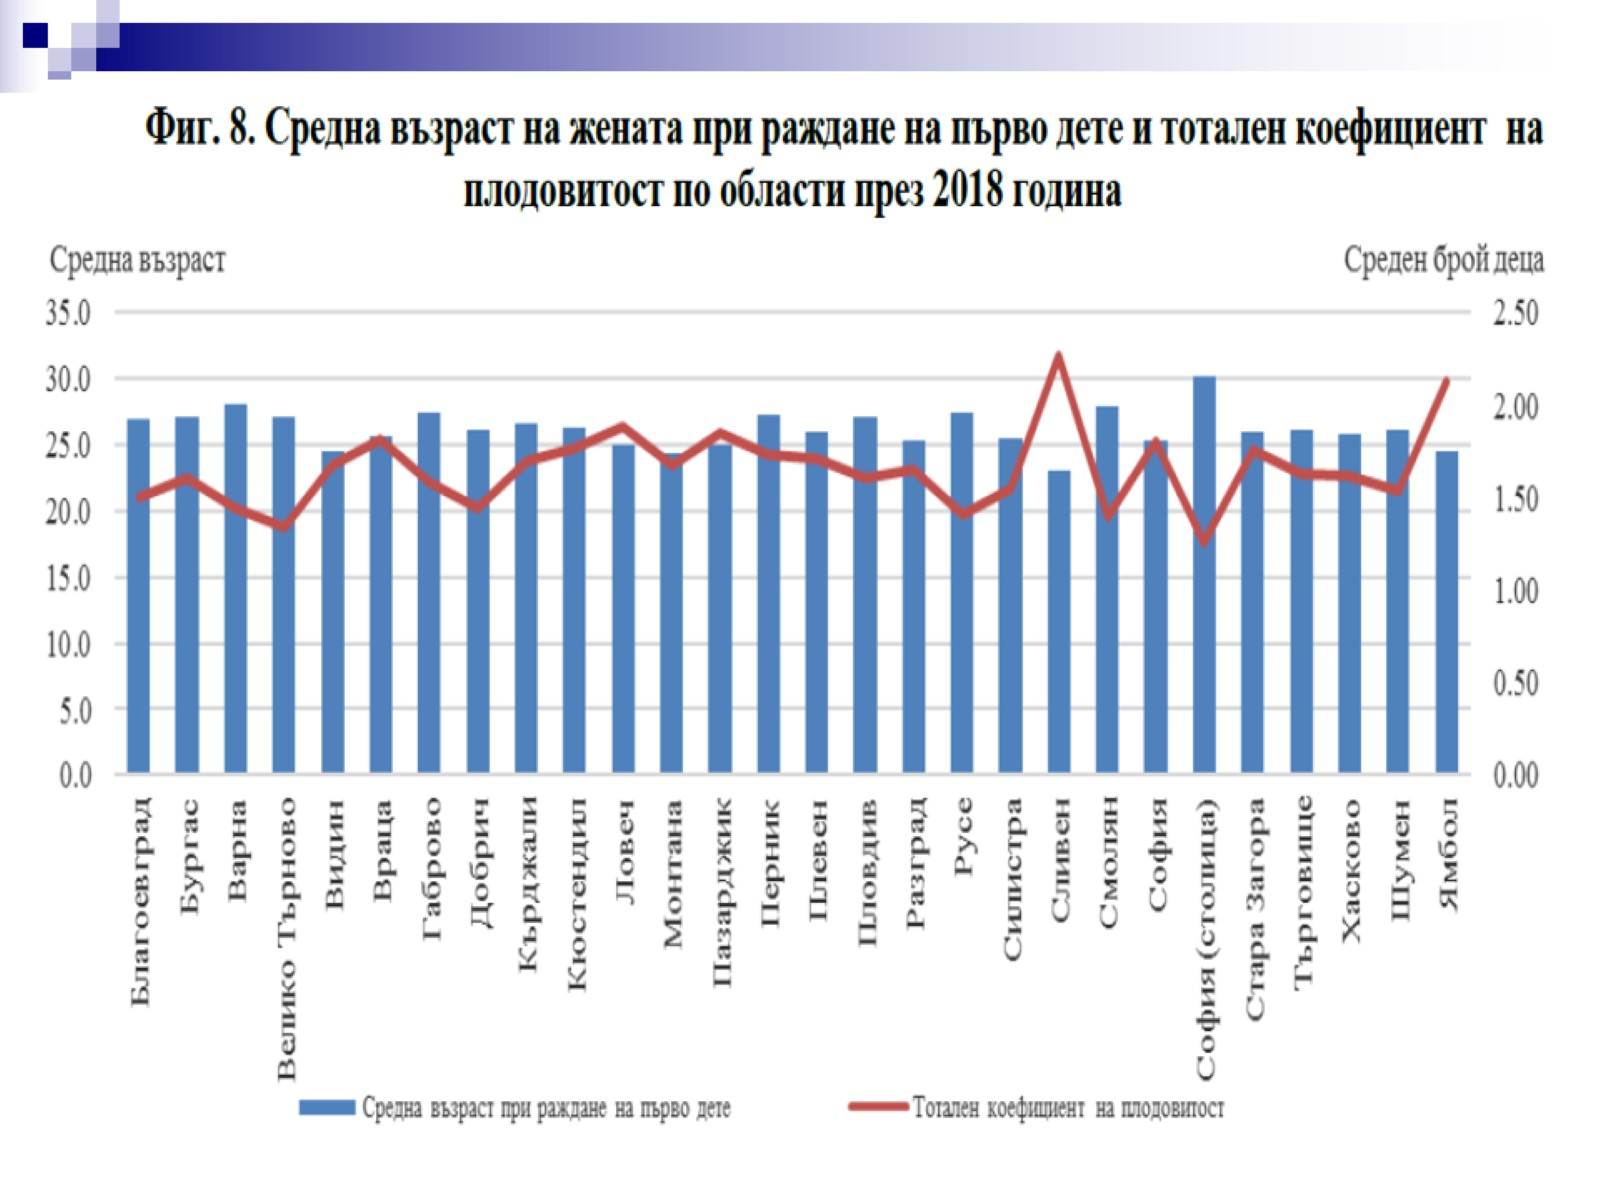 Фиг. 8. Средна възраст на жената при раждане на първо дете и тотален коефициент на
плодовитост по области през 2018 година
Средна възраст
Среден брой деца
35.0
30.0
25.0
20.0
15.0
10.0
5.0
0.0
2.50
2.00
1.50
1.00
0.50
0.00
Благоевград
Бургас
Варна
Велико Търново
Видин
Враца
Габрово
Добрич
Кърджали
Кюстендил
Ловеч
Монтана
Пазарджик
Перник
Плевен
Пловдив
Разград
Русе
Силистра
Сливен
Смолян
София
София (столица)
Стара Загора
Търговище
Хасково
Шумен
Ямбол
Средна възраст при раждане на първо дете
Тотален коефициент на плодовитост